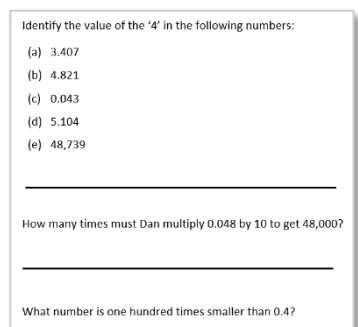 Identify the value of the ‘4’ in the following numbers:
(a) 3.407
(b) 4.821
(c) 0.043
(d) 5.104
(e) 48,739
How many times must Dan multiply 0.048 by 10 to get 48,000?
What number is one hundred times smaller than 0.4?